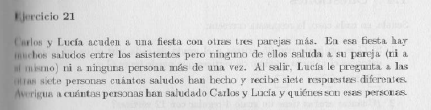 Ejercicio 21
Carlos y Lucía acuden a una fiesta con otras tres parejas más. En esa fiesta hay
muchos saludos entre los asistentes pero ninguno de ellos saluda a su pareja (ni a
sí mismo) ni a ninguna persona más de una vez. Al salir, Lucía le pregunta a las
otras siete personas cuántos saludos han hecho y recibe siete respuestas diferentes.
Averigua a cuántas personas han saludado Carlos y Lucía y quiénes son esas personas.